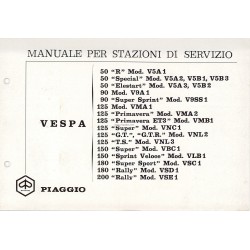 MANUALE PER STAZIONI DI SERVIZIO
VESPA
50 "R" Mod. V5A1
50 "Special" Mod. V5A2, V5B1, V5B3
50 "Elestart" Mod. V5A3, V5B2
90 Mod. V9A1
90 "Super Sprint" Mod. V9SS1
125 Mod. VMA1
125 "Primavera" Mod. VMA2
125 "Primavera ET3" Mod. VMB1
125 "Super" Mod. VNC1
125 "G.T.", "G.T.R." Mod. VNL2
125 "T.S." Mod. VNL3
150 "Super" Mod. VBC1
150 "Sprint Veloce" Mod. VLB1
180 "Super Sport" Mod. VSC1
180 "Rally" Mod. VSD1
200 "Rally" Mod. VSE1
PIAGGIO